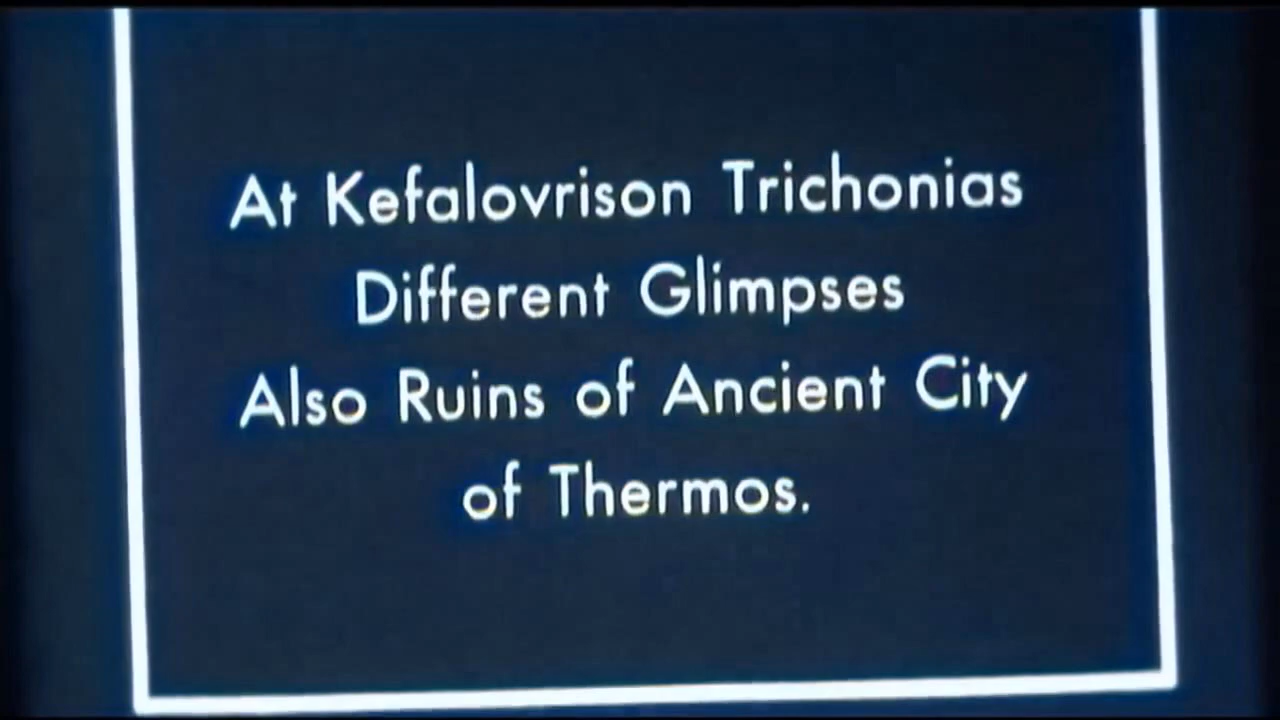 At Kefalovrison Trichonias
Different Glimpses
Also Ruins of Ancient City
of Thermos.